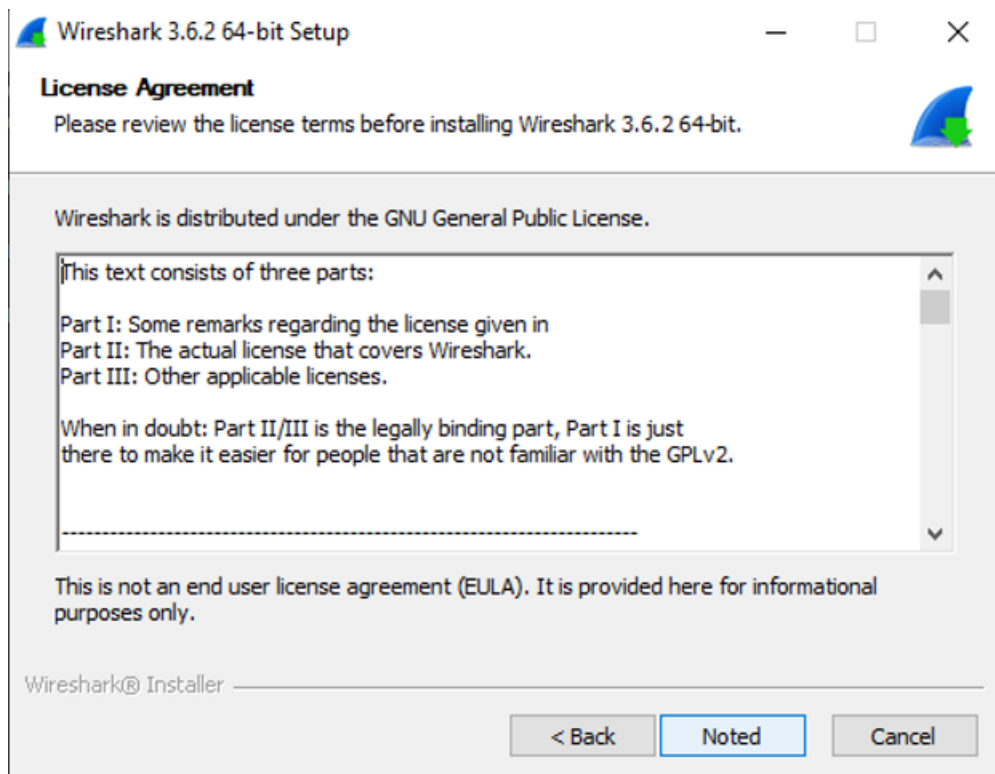 Wireshark 3.6.2 64-bit Setup
License Agreement
Please review the license terms before installing Wireshark 3.6.2 64-bit.
Wireshark is distributed under the GNU General Public License.
This text consists of three parts:
Part I: Some remarks regarding the license given in
Part II: The actual license that covers Wireshark.
Part III: Other applicable licenses.
When in doubt: Part II/III is the legally binding part, Part I is just
there to make it easier for people that are not familiar with the GPLv2.
-------------------------------------------------------------------------
This is not an end user license agreement (EULA). It is provided here for informational
purposes only.
Wireshark® Installer
< Back Noted Cancel